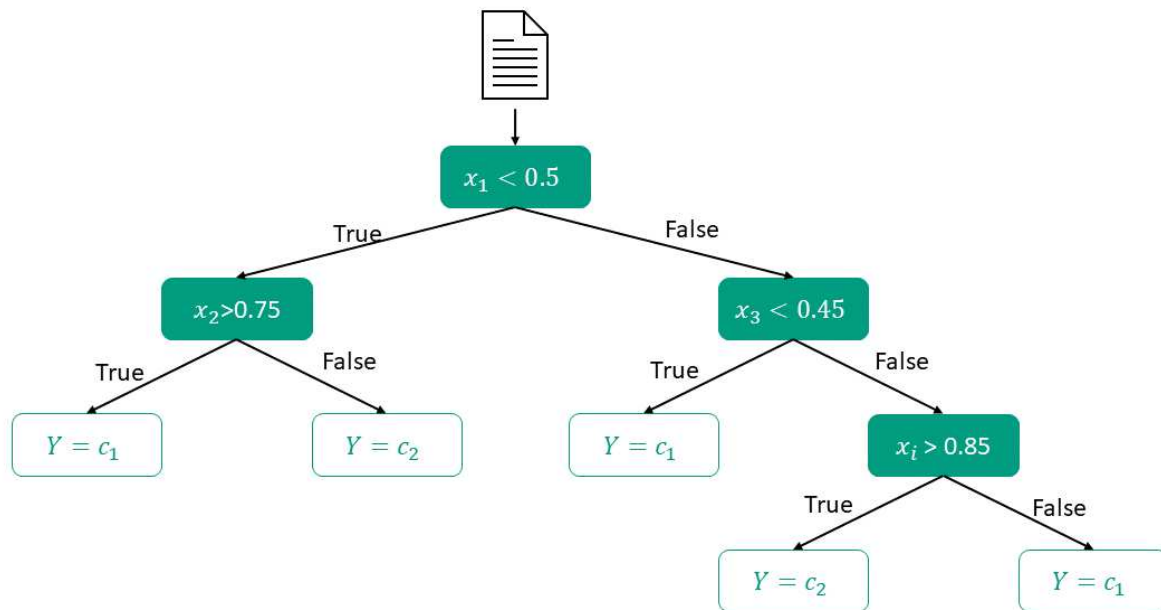 x₁ < 0.5
True
False
x₂>0.75
x₃ < 0.45
True
False
True
False
Y = c₁
Y = c₂
Y = c₁
xᵢ > 0.85
True
False
Y = c₂
Y = c₁